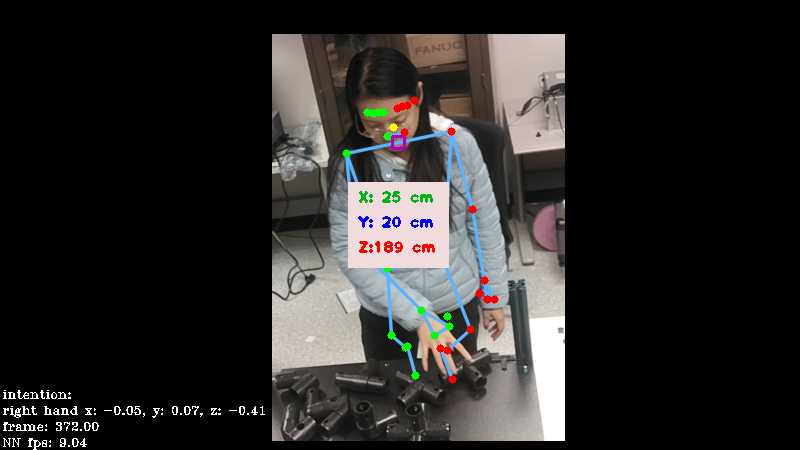 FANUC
X: 25 cm
Y: 20 cm
Z:189 cm
intention:
right hand x: -0.05, y: 0.07, z: -0.41
frame: 372.00
NN fps: 9.04